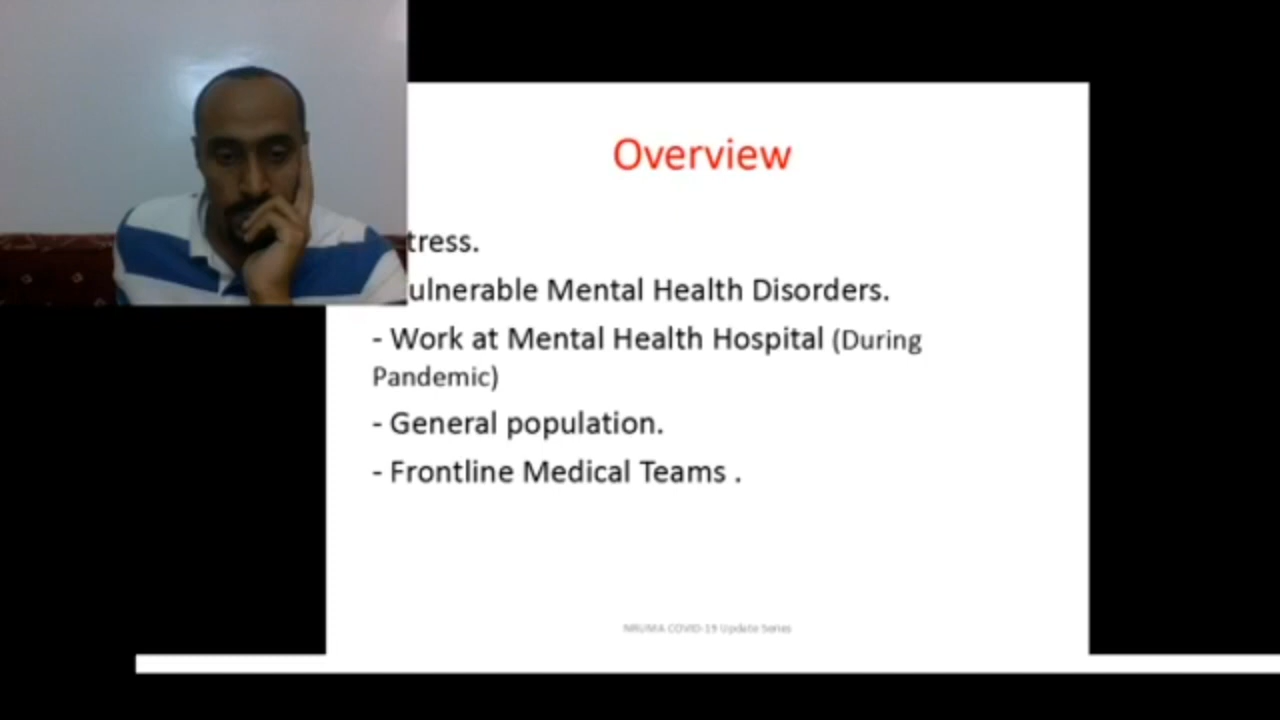 Overview
tress.
ulnerable Mental Health Disorders.
- Work at Mental Health Hospital (During
Pandemic)
- General population.
- Frontline Medical Teams .
COVID-19 Update Series